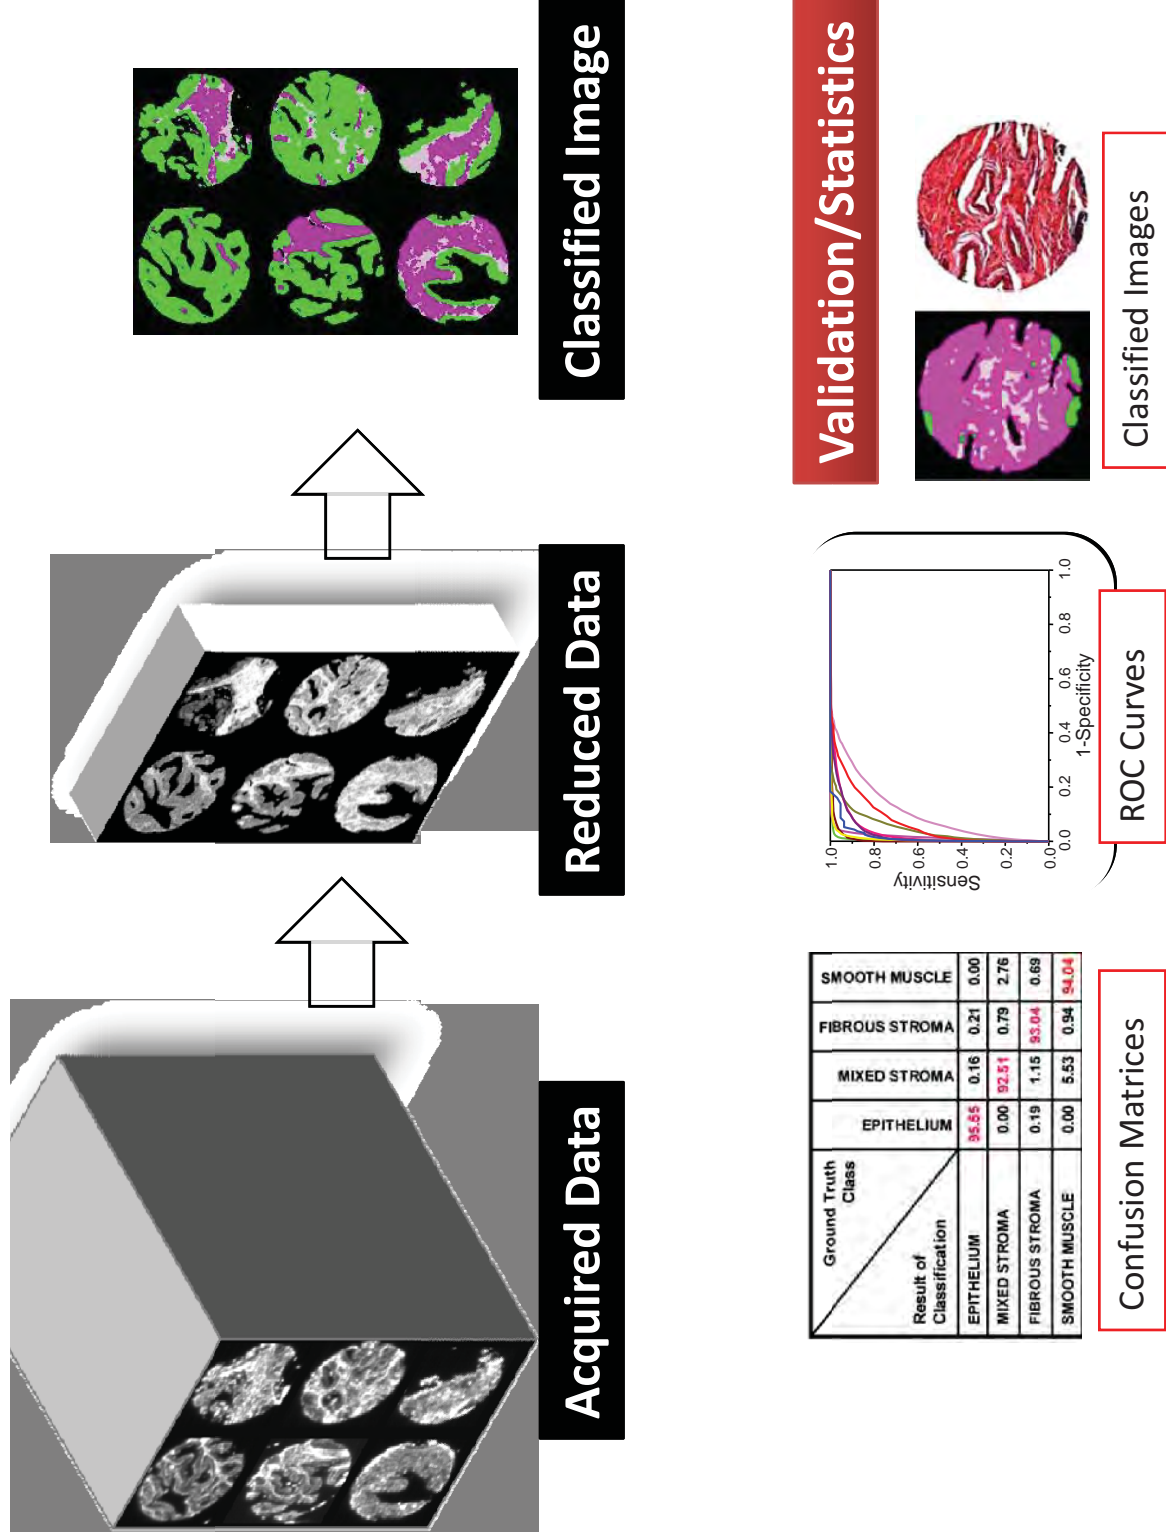 Acquired Data
Reduced Data
Classified Image
Validation/Statistics
Ground Truth
Class
Result of
Classification
EPITHELIUM
MIXED STROMA
FIBROUS STROMA
SMOOTH MUSCLE
EPITHELIUM 0.16 0.21 0.00
MIXED STROMA 0.00 92.51 0.79 2.76
FIBROUS STROMA 0.19 1.15 93.04 0.69
SMOOTH MUSCLE 0.00 5.53 0.94 94.04
Confusion Matrices
Sensitivity
1.0
0.8
0.6
0.4
0.2
0.0
0.0 0.2 0.4 0.6 0.8 1.0
1-Specificity
ROC Curves
Classified Images